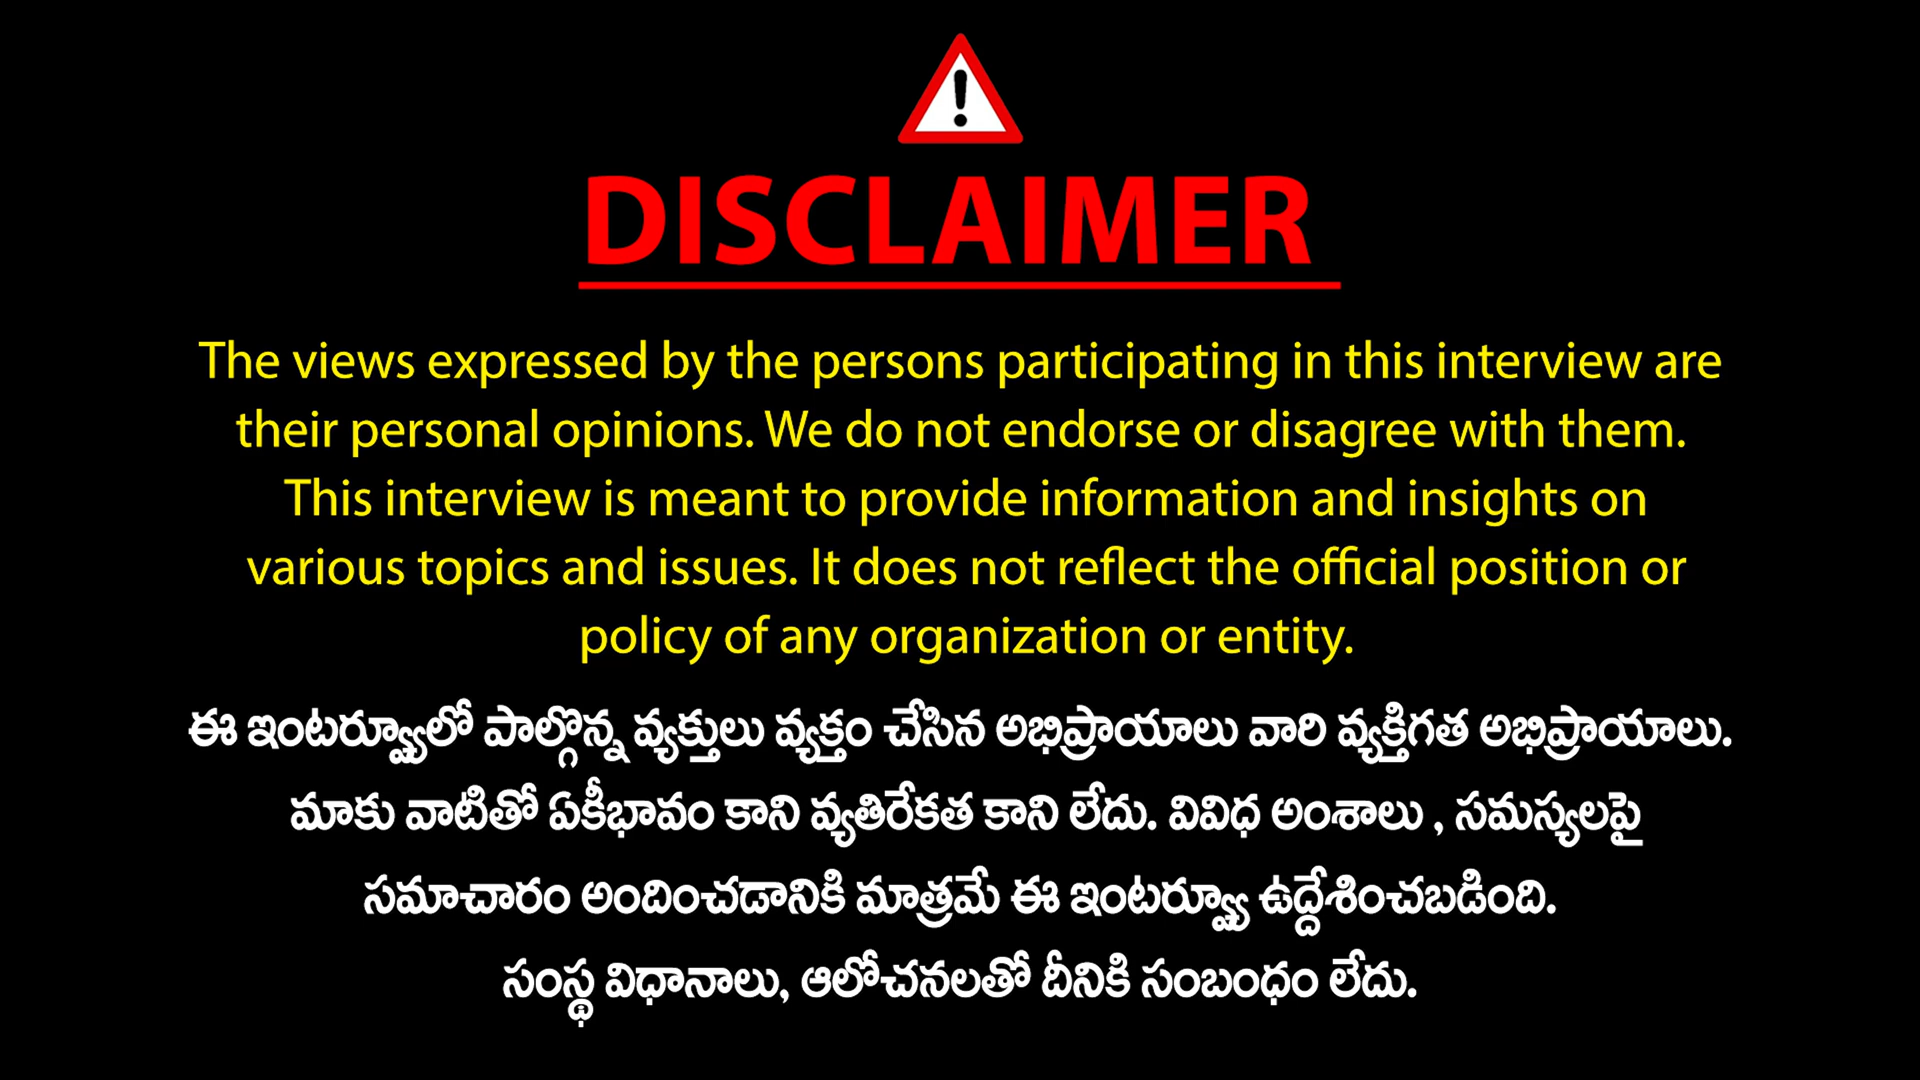 DISCLAIMER
The views expressed by the persons participating in this interview are
their personal opinions. We do not endorse or disagree with them.
This interview is meant to provide information and insights on
various topics and issues. It does not reflect the official position or
policy of any organization or entity.
ఈ ఇంటర్వ్యూలో పాల్గొన్న వ్యక్తులు వ్యక్తం చేసిన అభిప్రాయాలు వారి వ్యక్తిగత అభిప్రాయాలు.
మాకు వాటితో ఏకీభావం కాని వ్యతిరేకత కాని లేదు. వివిధ అంశాలు , సమస్యలపై
సమాచారం అందించడానికి మాత్రమే ఈ ఇంటర్వ్యూ ఉద్దేశించబడింది.
సంస్థ విధానాలు, ఆలోచనలతో దీనికి సంబంధం లేదు.